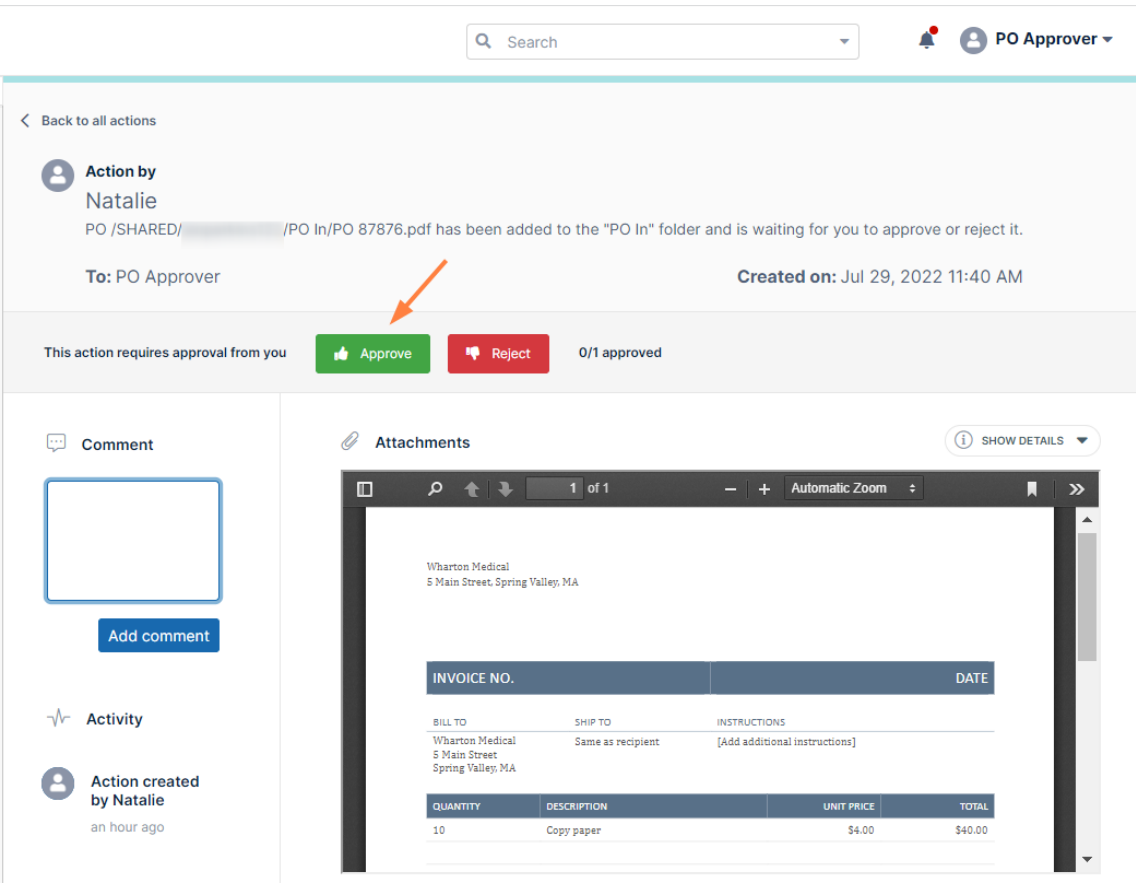 Search
PO Approver
Back to all actions
Action by
Natalie
PO /SHARED/ /PO In/PO 87876.pdf has been added to the "PO In" folder and is waiting for you to approve or reject it.
To: PO Approver
Created on: Jul 29, 2022 11:40 AM
This action requires approval from you
Approve
Reject
0/1 approved
Comment
Add comment
Activity
Action created
by Natalie
an hour ago
Attachments
SHOW DETAILS
1 of 1
Automatic Zoom
Wharton Medical
5 Main Street, Spring Valley, MA
INVOICE NO. DATE
BILL TO SHIP TO INSTRUCTIONS
Wharton Medical Same as recipient [Add additional instructions]
5 Main Street
Spring Valley, MA
QUANTITY DESCRIPTION UNIT PRICE TOTAL
10 Copy paper $4.00 $40.00